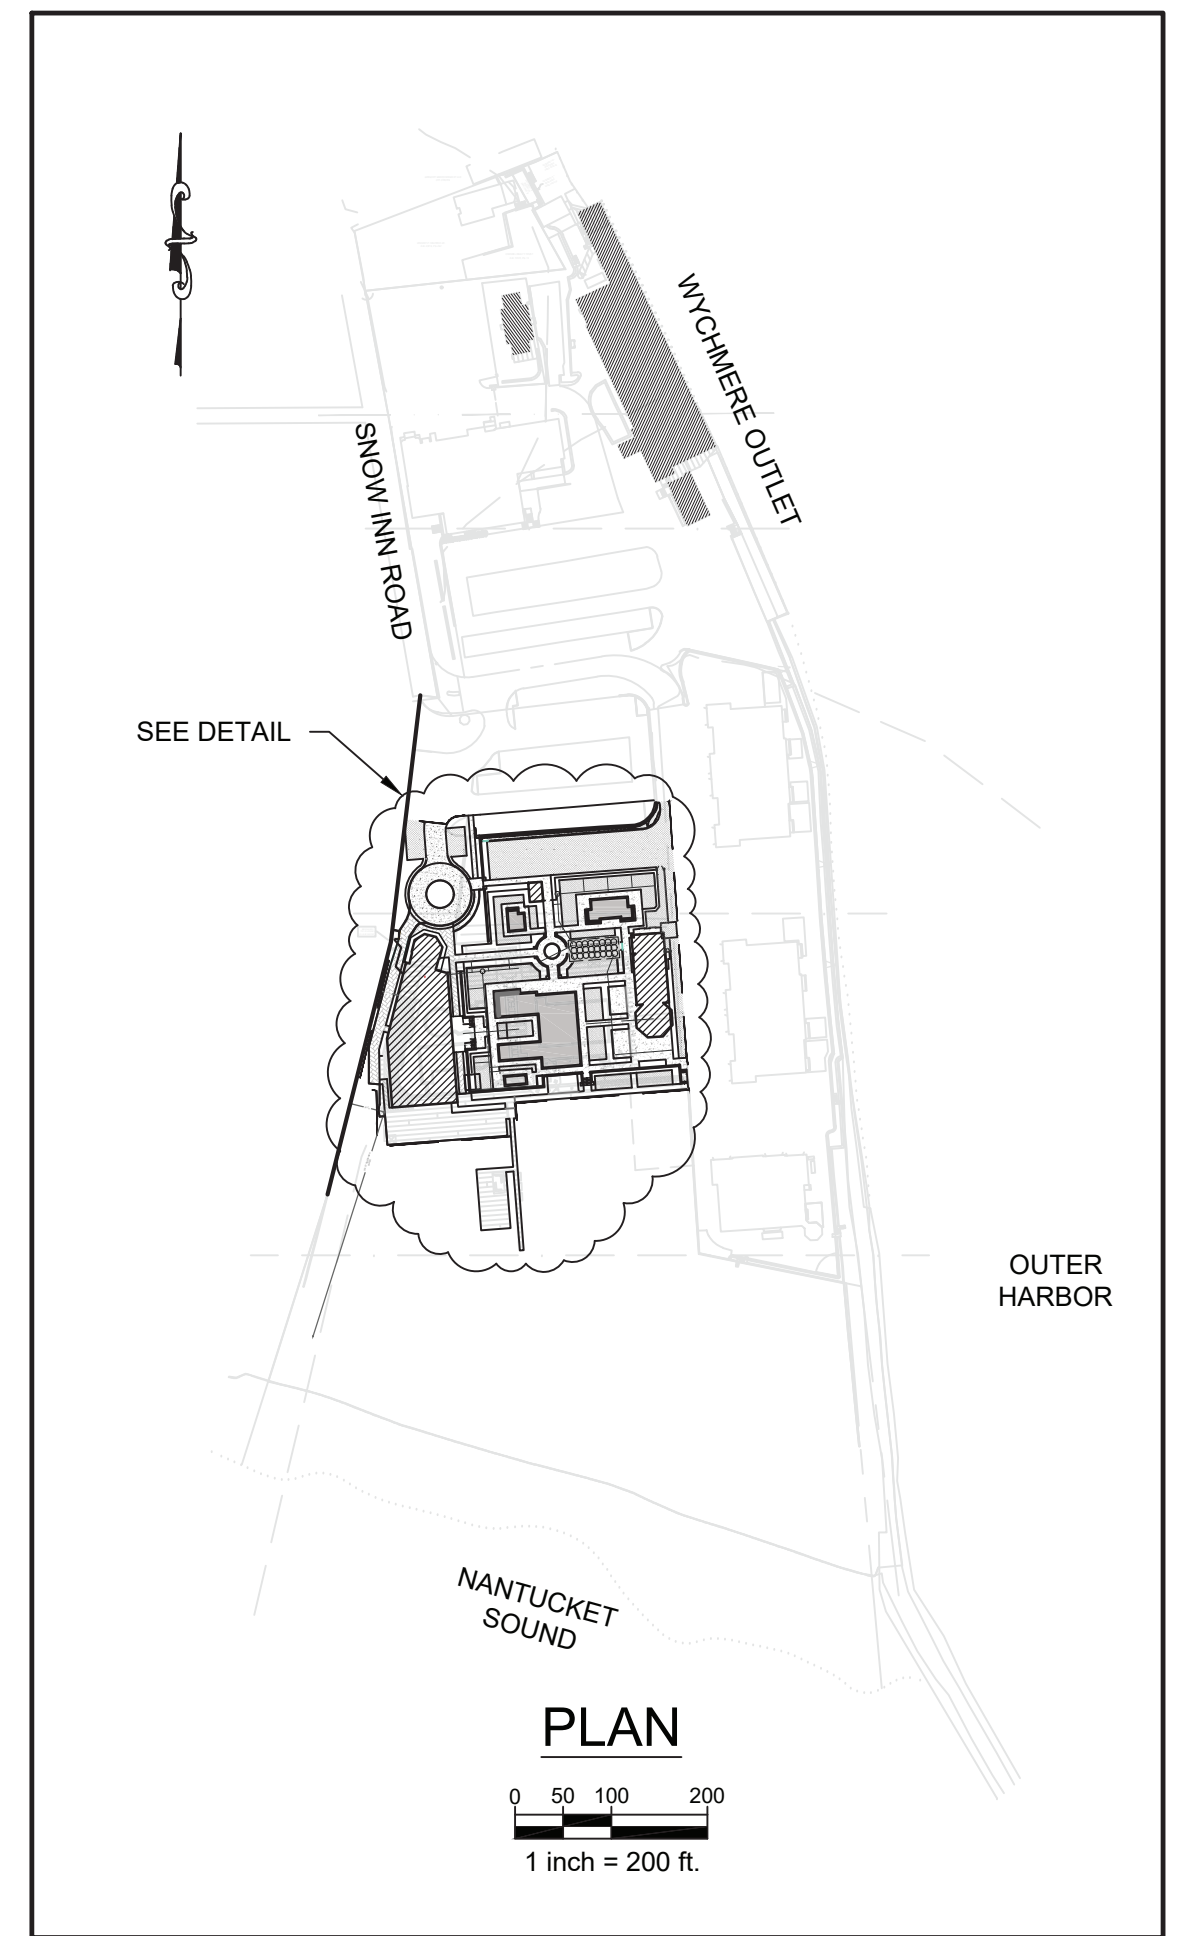 WYCHMERE OUTLET
SNOW INN ROAD
SEE DETAIL
OUTER
HARBOR
NANTUCKET
SOUND
PLAN
0 50 100 200
1 inch = 200 ft.